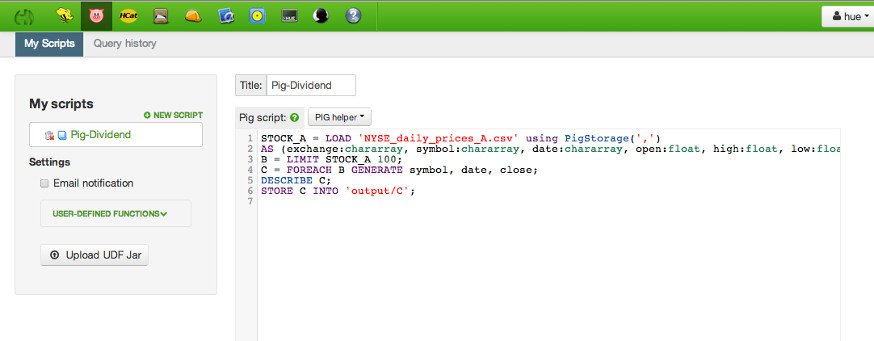 HCat
HUE
hue
My Scripts Query history
My scripts
NEW SCRIPT
Pig-Dividend
Settings
Email notification
USER-DEFINED FUNCTIONS
Upload UDF Jar
Title: Pig-Dividend
Pig script: PIG helper
1 STOCK_A = LOAD 'NYSE_daily_prices_A.csv' using PigStorage(',')
2 AS (exchange:chararray, symbol:chararray, date:chararray, open:float, high:float, low:floa
3 B = LIMIT STOCK_A 100;
4 C = FOREACH B GENERATE symbol, date, close;
5 DESCRIBE C;
6 STORE C INTO 'output/C';
7